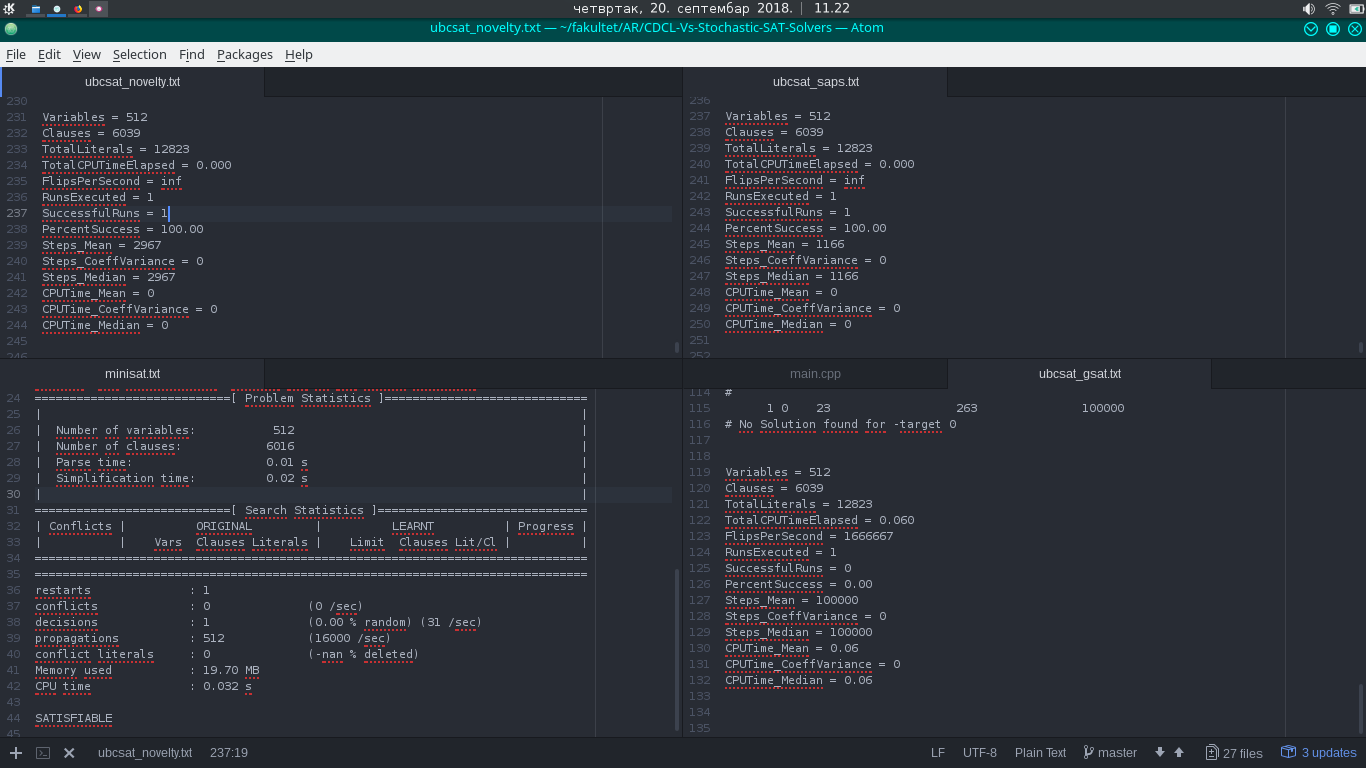 четвртак, 20. септембар 2018. | 11.22
ubcsat_novelty.txt — ~/fakultet/AR/CDCL-Vs-Stochastic-SAT-Solvers — Atom
File Edit View Selection Find Packages Help
ubcsat_novelty.txt
230
231 Variables = 512
232 Clauses = 6039
233 TotalLiterals = 12823
234 TotalCPUTimeElapsed = 0.000
235 FlipsPerSecond = inf
236 RunsExecuted = 1
237 SuccessfulRuns = 1
238 PercentSuccess = 100.00
239 Steps_Mean = 2967
240 Steps_CoeffVariance = 0
241 Steps_Median = 2967
242 CPUTime_Mean = 0
243 CPUTime_CoeffVariance = 0
244 CPUTime_Median = 0
245
246
ubcsat_saps.txt
236
237 Variables = 512
238 Clauses = 6039
239 TotalLiterals = 12823
240 TotalCPUTimeElapsed = 0.000
241 FlipsPerSecond = inf
242 RunsExecuted = 1
243 SuccessfulRuns = 1
244 PercentSuccess = 100.00
245 Steps_Mean = 1166
246 Steps_CoeffVariance = 0
247 Steps_Median = 1166
248 CPUTime_Mean = 0
249 CPUTime_CoeffVariance = 0
250 CPUTime_Median = 0
251
252
minisat.txt
24 ============================[ Problem Statistics ]=============================
25 | |
26 | Number of variables: 512 |
27 | Number of clauses: 6016 |
28 | Parse time: 0.01 s |
29 | Simplification time: 0.02 s |
30 | |
31 ============================[ Search Statistics ]==============================
32 | Conflicts | ORIGINAL | LEARNT | Progress |
33 | | Vars Clauses Literals | Limit Clauses Lit/Cl | |
34 ===============================================================================
35 ===============================================================================
36 restarts : 1
37 conflicts : 0 (0 /sec)
38 decisions : 1 (0.00 % random) (31 /sec)
39 propagations : 512 (16000 /sec)
40 conflict literals : 0 (-nan % deleted)
41 Memory used : 19.70 MB
42 CPU time : 0.032 s
43
44 SATISFIABLE
45
main.cpp ubcsat_gsat.txt
114 #
115 1 0 23 263 100000
116 # No Solution found for -target 0
117
118
119 Variables = 512
120 Clauses = 6039
121 TotalLiterals = 12823
122 TotalCPUTimeElapsed = 0.060
123 FlipsPerSecond = 1666667
124 RunsExecuted = 1
125 SuccessfulRuns = 0
126 PercentSuccess = 0.00
127 Steps_Mean = 100000
128 Steps_CoeffVariance = 0
129 Steps_Median = 100000
130 CPUTime_Mean = 0.06
131 CPUTime_CoeffVariance = 0
132 CPUTime_Median = 0.06
133
134
135
ubcsat_novelty.txt 237:19 LF UTF-8 Plain Text master 27 files 3 updates